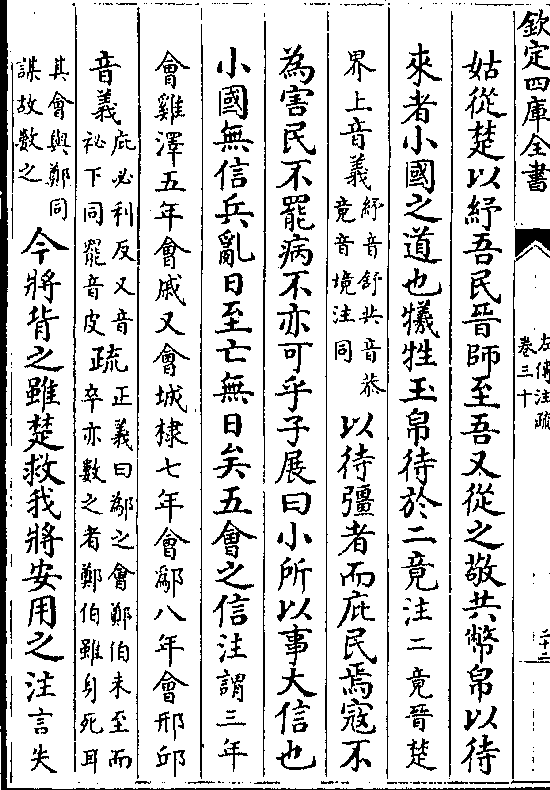 欽定四庫全書
左傳注疏
卷三十
姑從楚以紓吾民晉師至吾又從之敬共幣帛以待
來者小國之道也犧牲玉帛待於二竟注二竟晉楚
界上音義紓音舒共音恭
竟音境注同
以待彊者而庇民焉寇不
為害民不罷病不亦可乎子展曰小所以事大信也
小國無信兵亂日至亡無日矣五會之信注謂三年
會雞澤五年會戚又會城棣七年會鄬八年會邢邱
音義庇必利反又音
祕下同罷音皮
疏正義曰鄬之會鄭伯未至而
卒亦數之者鄭伯雖身死耳
其會與鄭同
謀故數之
今將背之雖楚救我將安用之注言失